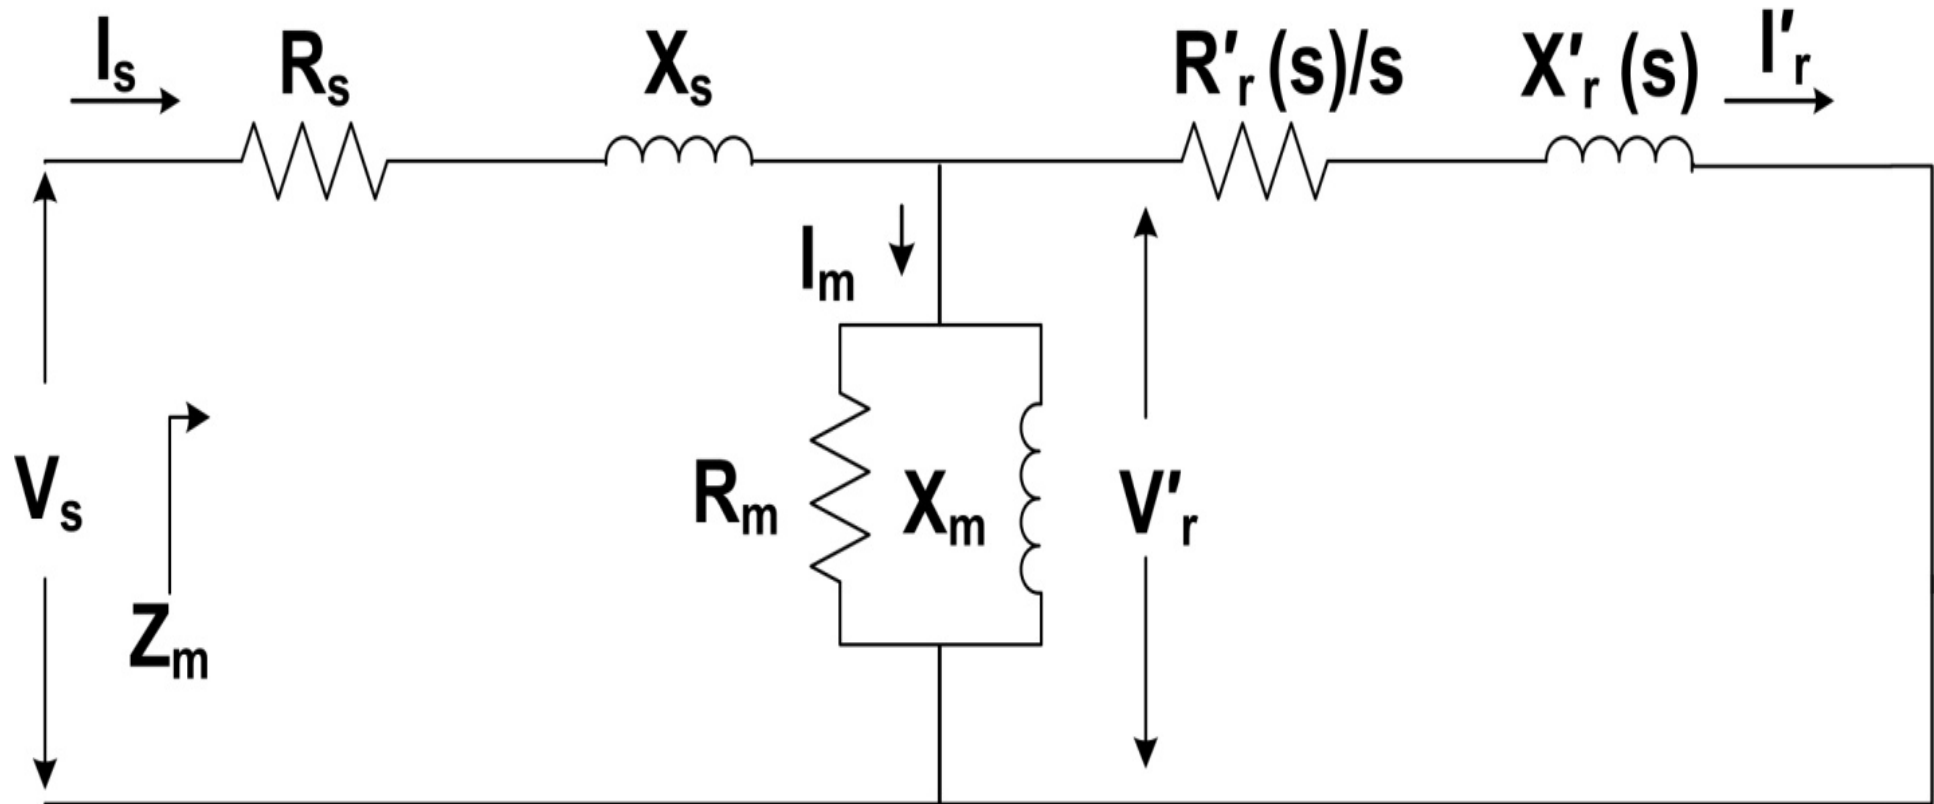 Is
Rs
Xs
R′r (s)/s
X′r (s)
I′r
Im
Vs
Zm
Rm
Xm
V′r